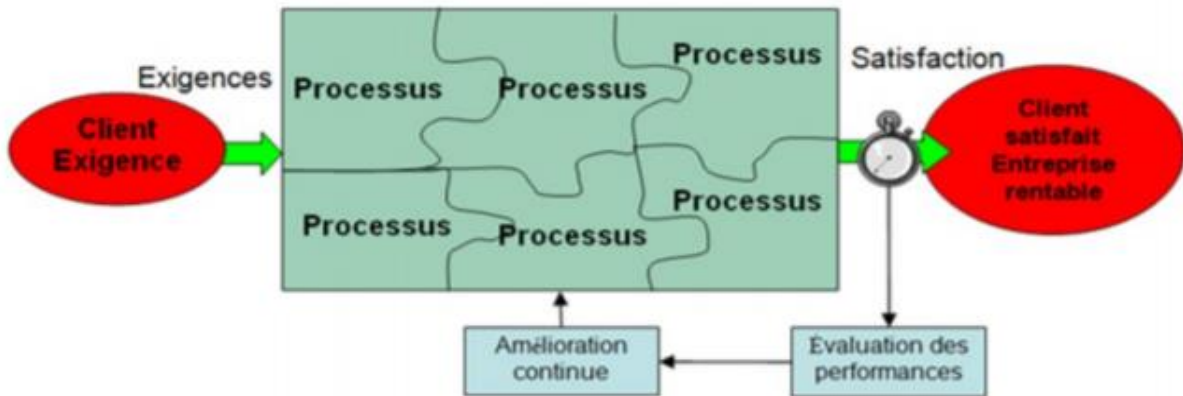 Exigences
Client
Exigence
Processus
Processus
Processus
Processus
Processus
Processus
Satisfaction
Client
satisfait
Entreprise
rentable
Amélioration
continue
Évaluation des
performances